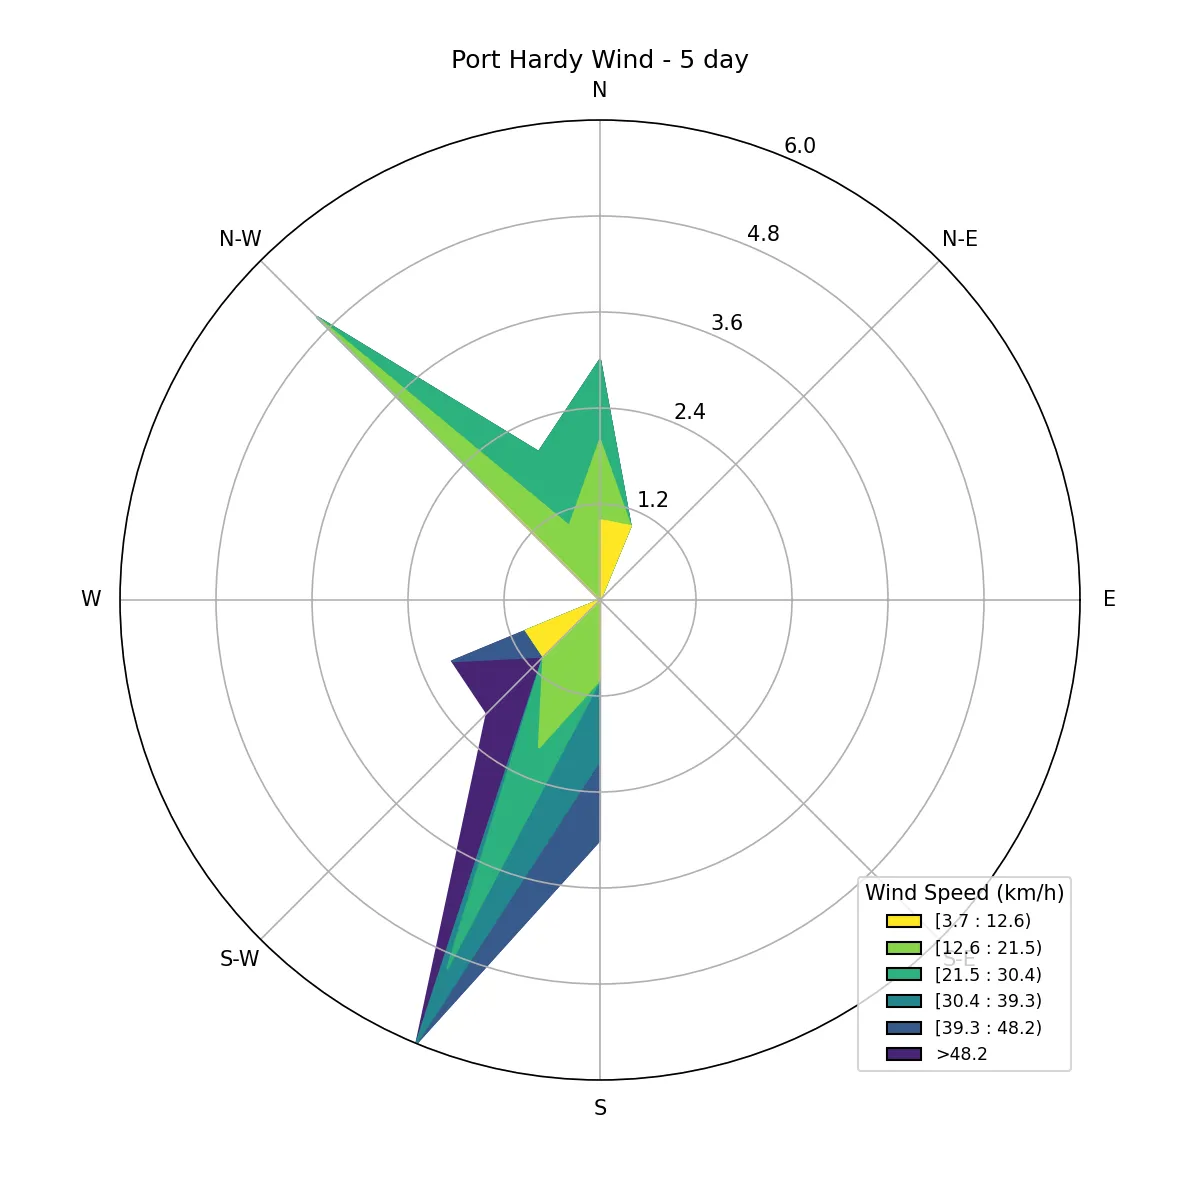 Port Hardy Wind - 5 day
N
6.0
4.8
N-W
N-E
3.6
2.4
1.2
W
E
Wind Speed (km/h)
[3.7 : 12.6)
[12.6 : 21.5)
S-W
S-E
[21.5 : 30.4)
[30.4 : 39.3)
[39.3 : 48.2)
>48.2
S